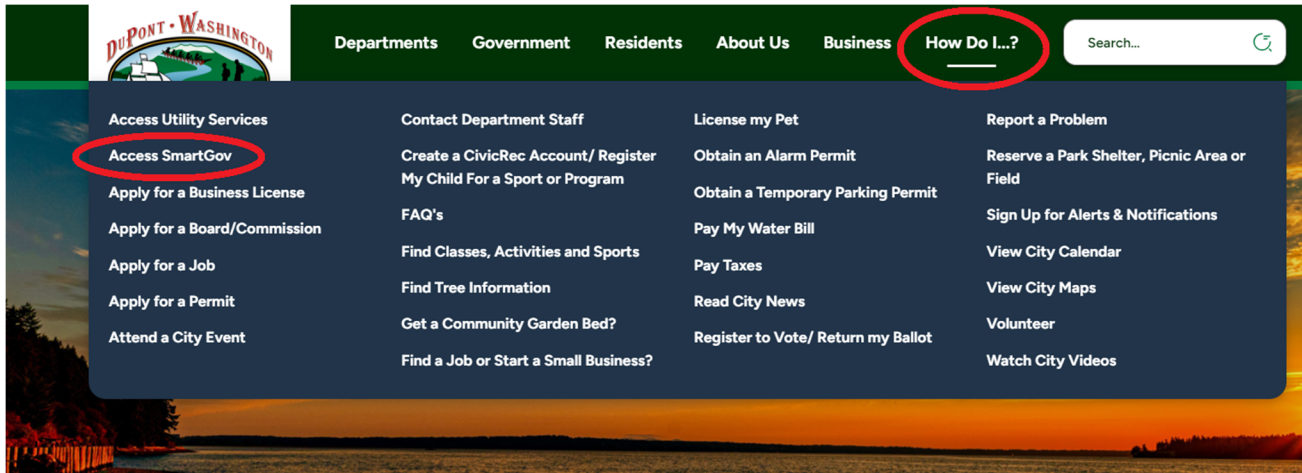 DUPONT • WASHINGTON
Departments
Government
Residents
About Us
Business
How Do I...?
Search...
Access Utility Services
Access SmartGov
Apply for a Business License
Apply for a Board/Commission
Apply for a Job
Apply for a Permit
Attend a City Event
Contact Department Staff
Create a CivicRec Account/ Register
My Child For a Sport or Program
FAQ's
Find Classes, Activities and Sports
Find Tree Information
Get a Community Garden Bed?
Find a Job or Start a Small Business?
License my Pet
Obtain an Alarm Permit
Obtain a Temporary Parking Permit
Pay My Water Bill
Pay Taxes
Read City News
Register to Vote/ Return my Ballot
Report a Problem
Reserve a Park Shelter, Picnic Area or
Field
Sign Up for Alerts & Notifications
View City Calendar
View City Maps
Volunteer
Watch City Videos